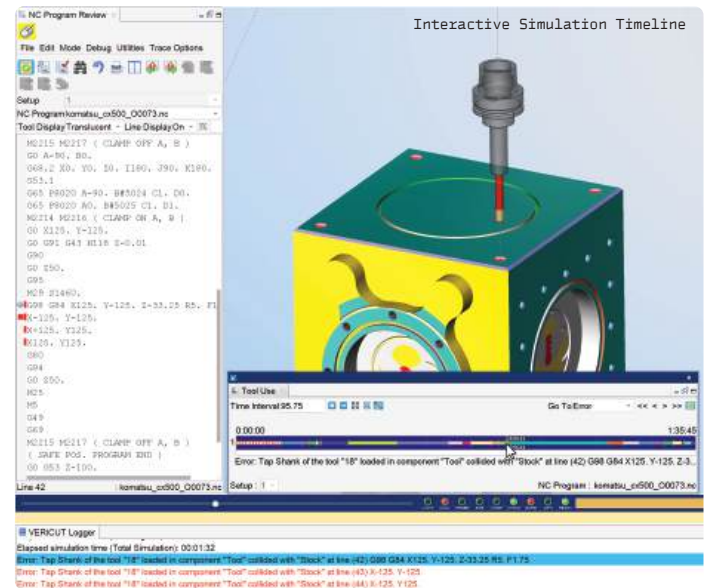 Interactive Simulation Timeline
NC Program Review
File Edit Mode Debug Utilities Trace Options
Setup 1
NC Program komatsu_cx500_O0073.nc
Tool Display Translucent Line Display On
M2215 M2217 ( CLAMP OFF A, B )
G0 A-90. B0.
G68.2 X0. Y0. Z0. I180. J90. K180.
G53.1
G65 P8020 A-90. B#5024 C1. D0.
G65 P8020 A0. B#5025 C1. D1.
M2214 M2216 ( CLAMP ON A, B )
G0 X125. Y-125.
G0 G91 G43 H118 Z-0.01
G90
G0 Z50.
G95
M29 S1460.
G98 G84 X125. Y-125. Z-33.25 R5. F1
X-125. Y-125.
X-125. Y125.
X125. Y125.
G80
G94
G0 Z50.
M25
M5
G49
G69
M2215 M2217 ( CLAMP OFF A, B )
( SAFE POS. PROGRAM END )
G0 G53 Z-100.
Line 42 komatsu_cx500_O0073.nc
Tool Use
Time Interval 95.75 Go To Error << < > >>
0:00:00 1:35:45
1
Error: Tap Shank of the tool "18" loaded in component "Tool" collided with "Stock" at line (42) G98 G84 X125. Y-125. Z-3...
Setup : 1 NC Program : komatsu_cx500_O0073.nc
VERICUT Logger
Elapsed simulation time (Total Simulation): 00:01:32
Error: Tap Shank of the tool "18" loaded in component "Tool" collided with "Stock" at line (42) G98 G84 X125. Y-125. Z-33.25 R5. F1.75
Error: Tap Shank of the tool "18" loaded in component "Tool" collided with "Stock" at line (43) X-125. Y-125.
Error: Tap Shank of the tool "18" loaded in component "Tool" collided with "Stock" at line (44) X-125. Y125.